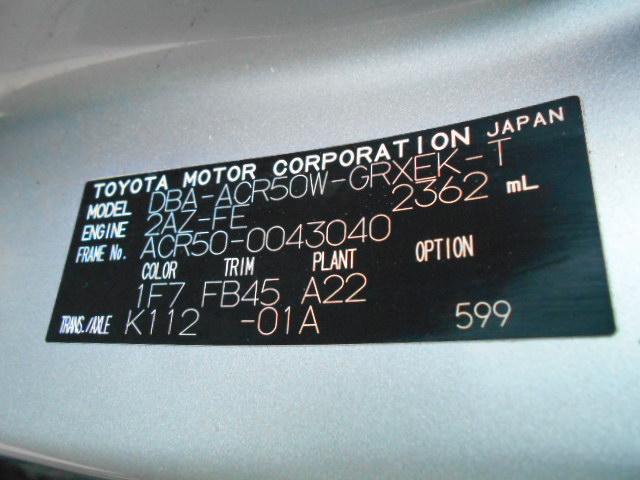 TOYOTA MOTOR CORPORATION JAPAN
MODEL DBA-ACR50W-GRXEK-T
ENGINE 2AZ-FE 2362 mL
FRAME No. ACR50-0043040
COLOR TRIM PLANT OPTION
1F7 FB45 A22
TRANS./AXLE K112 -01A 599